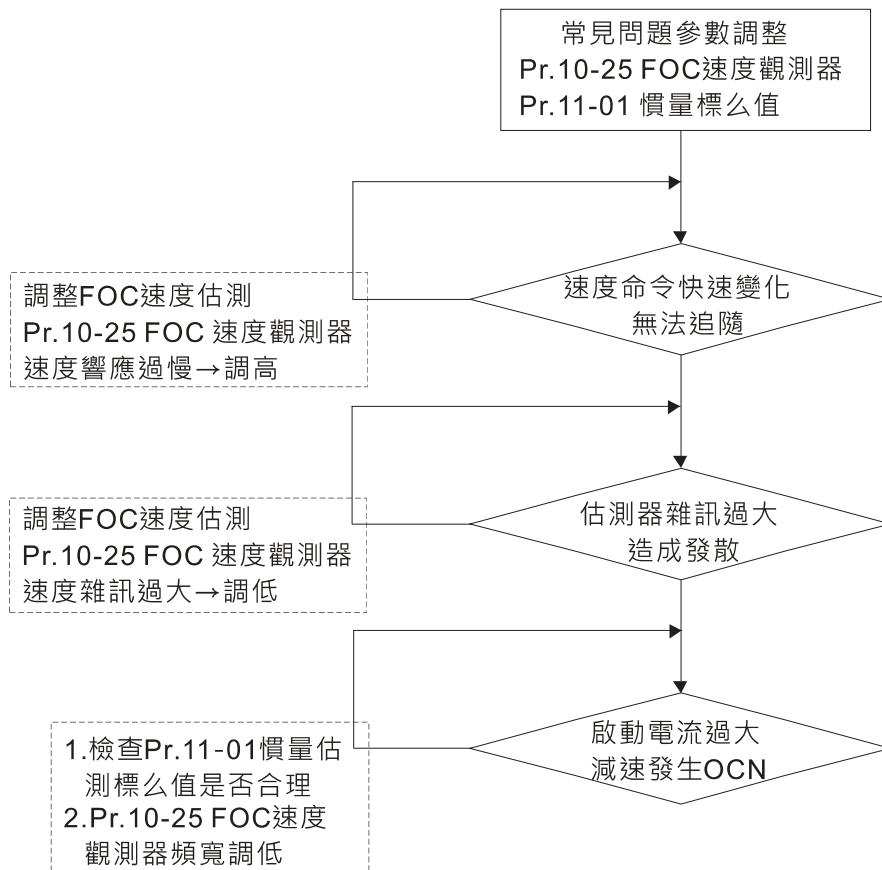 常見問題參數調整
Pr.10-25 FOC速度觀測器
Pr.11-01 慣量標么值
速度命令快速變化
無法追隨
調整FOC速度估測
Pr.10-25 FOC 速度觀測器
速度響應過慢→調高
估測器雜訊過大
造成發散
調整FOC速度估測
Pr.10-25 FOC 速度觀測器
速度雜訊過大→調低
啟動電流過大
減速發生OCN
1.檢查Pr.11-01慣量估
測標么值是否合理
2.Pr.10-25 FOC速度
觀測器頻寬調低